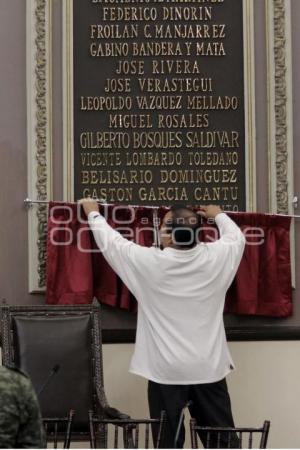 FEDERICO DINORIN
FROILAN C. MANJARREZ
GABINO BANDERA Y MATA
JOSE RIVERA
JOSE VERASTEGUI
LEOPOLDO VAZQUEZ MELLADO
MIGUEL ROSALES
GILBERTO BOSQUES SALDIVAR
VICENTE LOMBARDO TOLEDANO
BELISARIO DOMINGUEZ
GASTON GARCIA CANTU
agencia